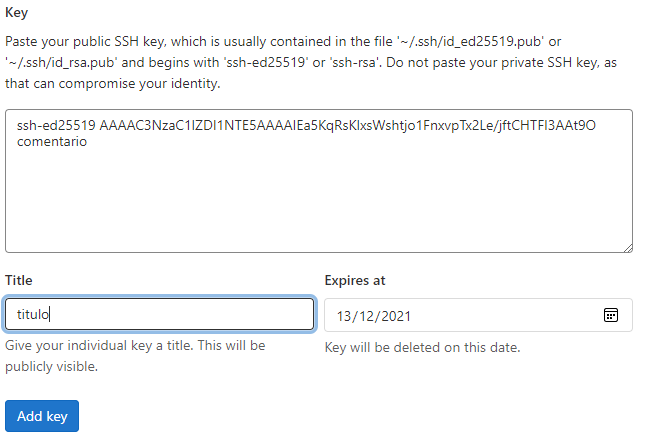 Key
Paste your public SSH key, which is usually contained in the file '~/.ssh/id_ed25519.pub' or
'~/.ssh/id_rsa.pub' and begins with 'ssh-ed25519' or 'ssh-rsa'. Do not paste your private SSH key, as
that can compromise your identity.
ssh-ed25519 AAAAC3NzaC1lZDI1NTE5AAAAIEa5KqRsKlxsWshtjo1FnxvpTx2Le/jftCHTFI3AAt9O
comentario
Title
Expires at
titulo
13/12/2021
Give your individual key a title. This will be
publicly visible.
Key will be deleted on this date.
Add key